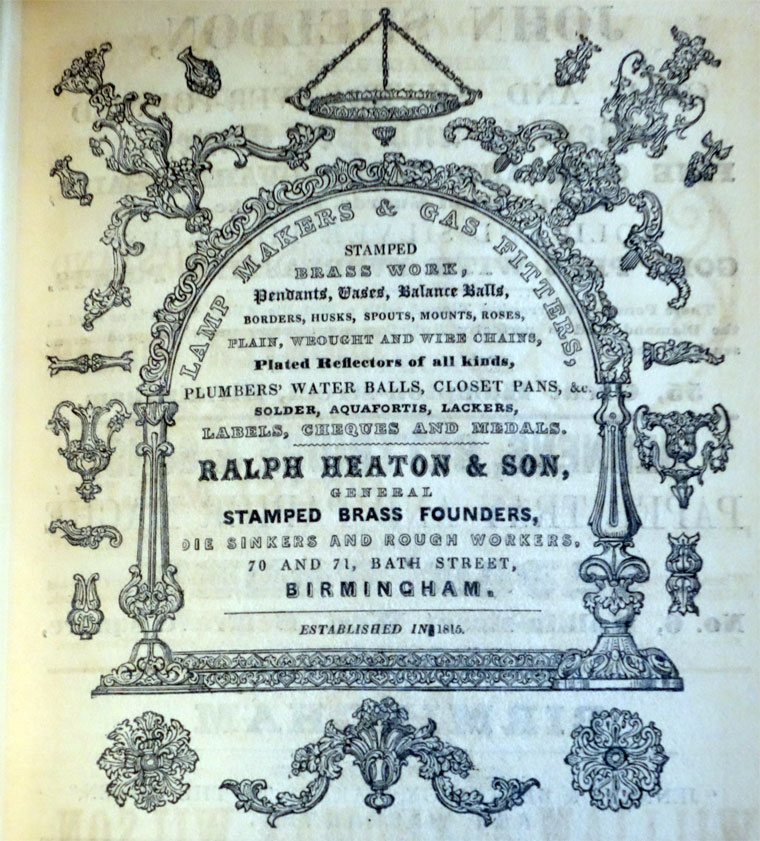 LAMP MAKERS & GAS FITTERS,
STAMPED
BRASS WORK,
Pendants, Vases, Balance Balls,
BORDERS, HUSKS, SPOUTS, MOUNTS, ROSES,
PLAIN, WROUGHT AND WIRE CHAINS,
Plated Reflectors of all kinds,
PLUMBERS' WATER BALLS, CLOSET PANS, &c.
SOLDER, AQUAFORTIS, LACKERS,
LABELS, CHEQUES AND MEDALS.
RALPH HEATON & SON,
GENERAL
STAMPED BRASS FOUNDERS,
DIE SINKERS AND ROUGH WORKERS,
70 AND 71, BATH STREET,
BIRMINGHAM.
ESTABLISHED IN 1815.